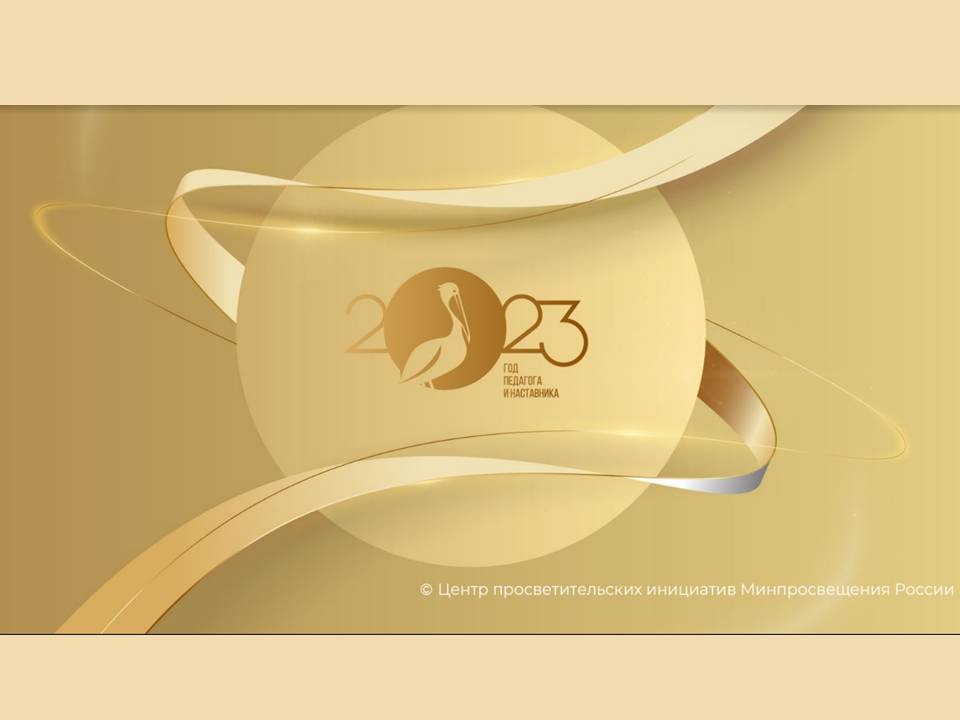 2023
ГОД
ПЕДАГОГА
И НАСТАВНИКА
© Центр просветительских инициатив Минпросвещения России